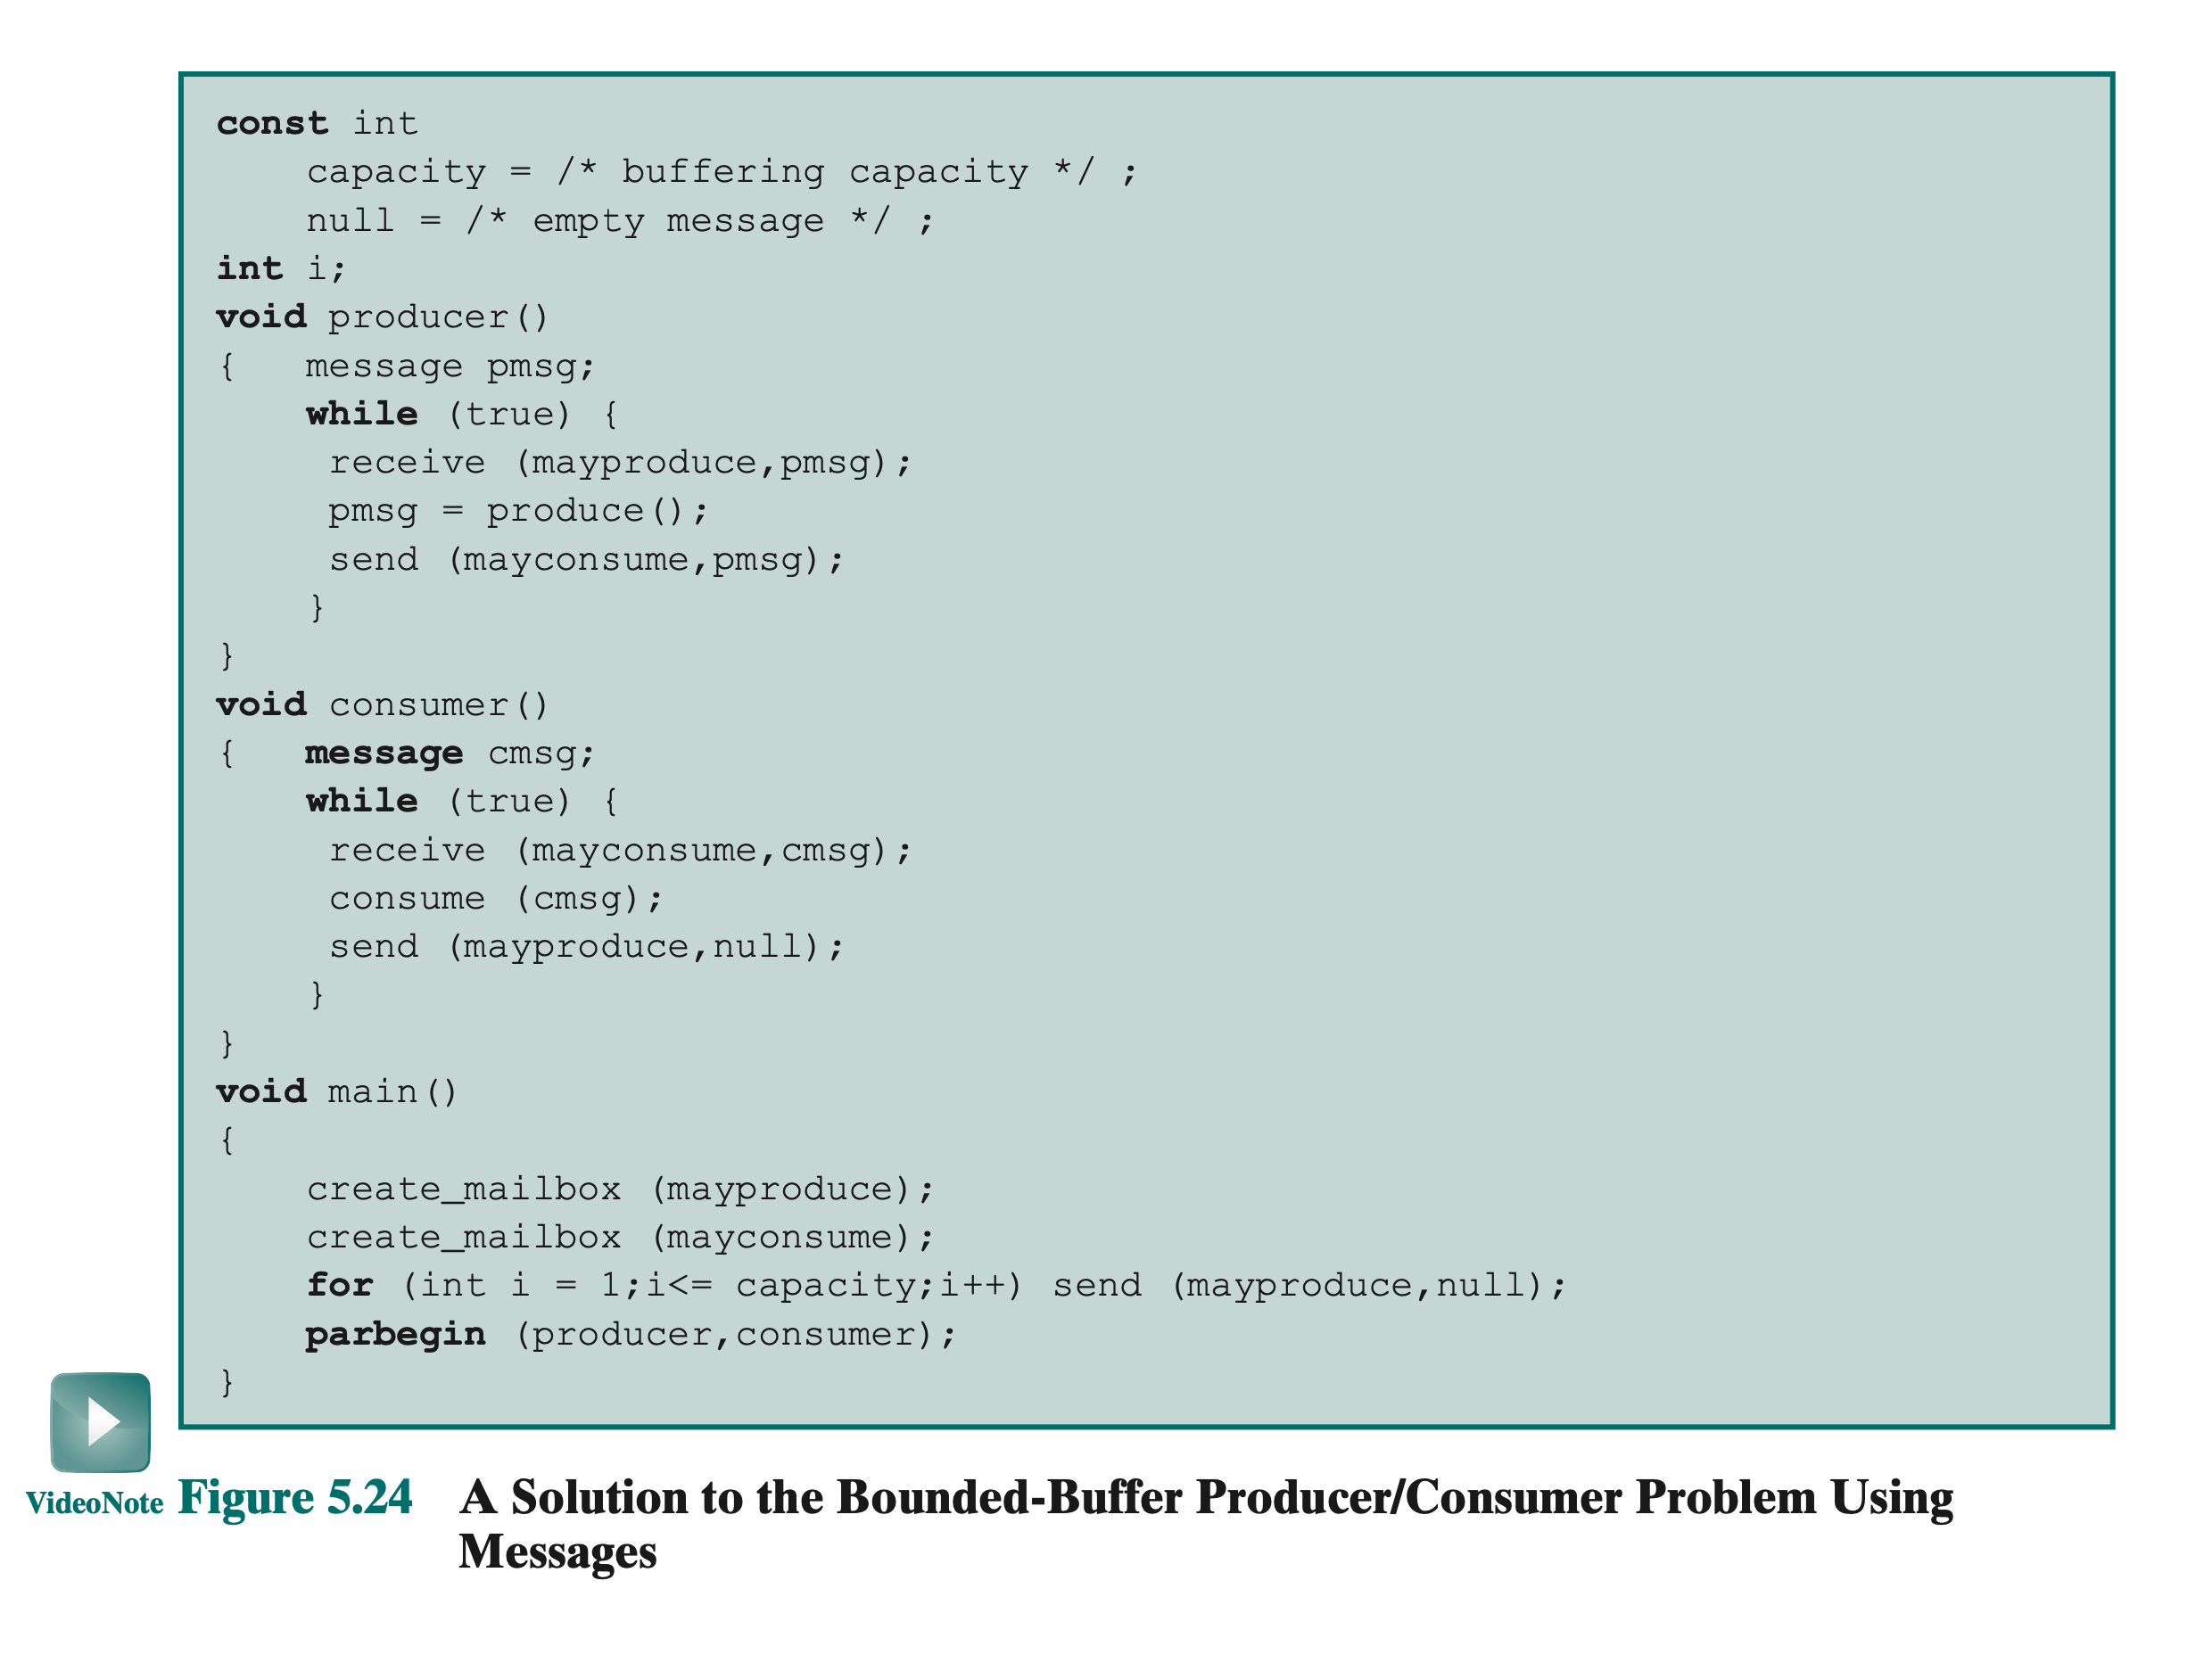 const int
    capacity = /* buffering capacity */ ;
    null = /* empty message */ ;
int i;
void producer()
{   message pmsg;
    while (true) {
     receive (mayproduce,pmsg);
     pmsg = produce();
     send (mayconsume,pmsg);
    }
}
void consumer()
{   message cmsg;
    while (true) {
     receive (mayconsume,cmsg);
     consume (cmsg);
     send (mayproduce,null);
    }
}
void main()
{
    create_mailbox (mayproduce);
    create_mailbox (mayconsume);
    for (int i = 1;i<= capacity;i++) send (mayproduce,null);
    parbegin (producer,consumer);
}
VideoNote Figure 5.24 A Solution to the Bounded-Buffer Producer/Consumer Problem Using
Messages